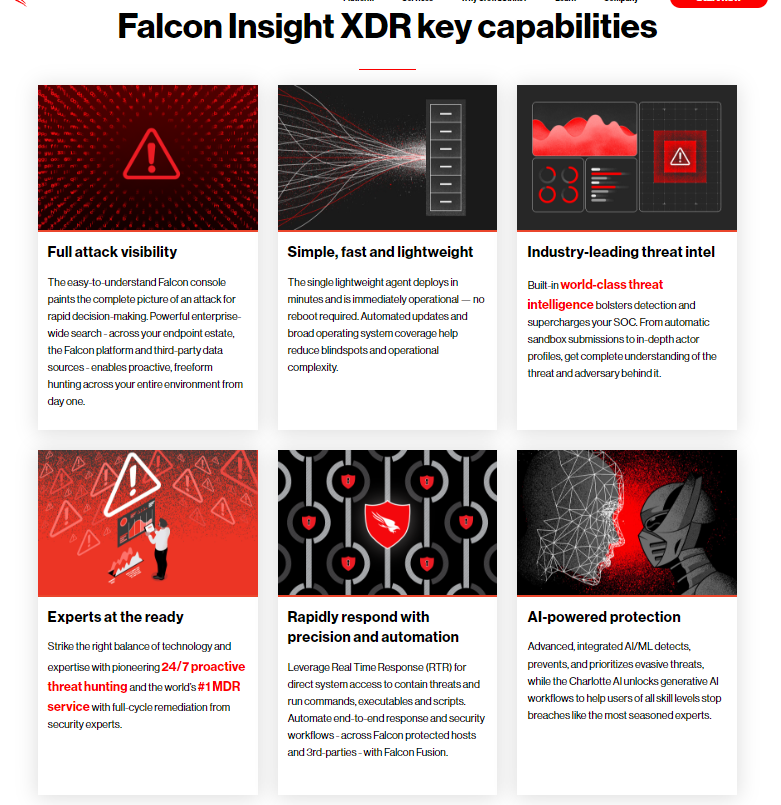 Falcon Insight XDR key capabilities
Full attack visibility
The easy-to-understand Falcon console
paints the complete picture of an attack for
rapid decision-making. Powerful enterprise-
wide search - across your endpoint estate,
the Falcon platform and third-party data
sources - enables proactive, freeform
hunting across your entire environment from
day one.
Simple, fast and lightweight
The single lightweight agent deploys in
minutes and is immediately operational — no
reboot required. Automated updates and
broad operating system coverage help
reduce blindspots and operational
complexity.
Industry-leading threat intel
Built-in world-class threat
intelligence bolsters detection and
supercharges your SOC. From automatic
sandbox submissions to in-depth actor
profiles, get complete understanding of the
threat and adversary behind it.
Experts at the ready
Strike the right balance of technology and
expertise with pioneering 24/7 proactive
threat hunting and the world's #1 MDR
service with full-cycle remediation from
security experts.
Rapidly respond with
precision and automation
Leverage Real Time Response (RTR) for
direct system access to contain threats and
run commands, executables and scripts.
Automate end-to-end response and security
workflows - across Falcon protected hosts
and 3rd-parties - with Falcon Fusion.
AI-powered protection
Advanced, integrated AI/ML detects,
prevents, and prioritizes evasive threats,
while the Charlotte AI unlocks generative AI
workflows to help users of all skill levels stop
breaches like the most seasoned experts.